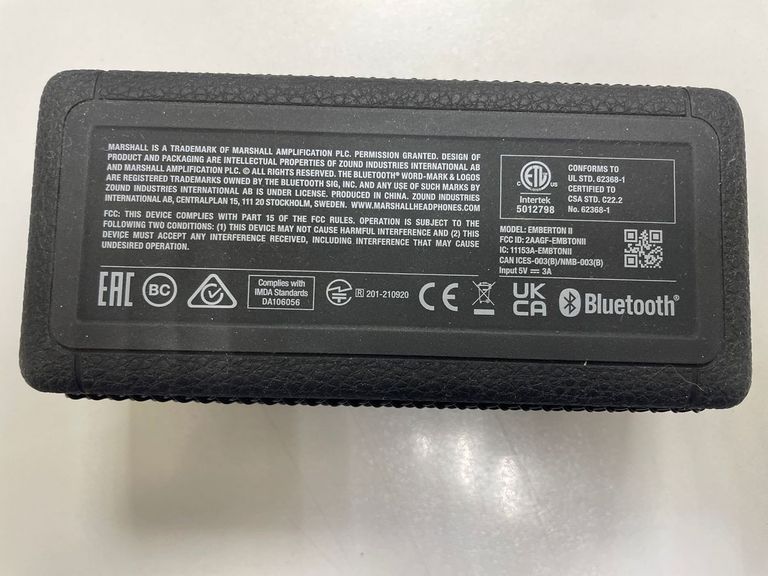 MARSHALL IS A TRADEMARK OF MARSHALL AMPLIFICATION PLC. PERMISSION GRANTED. DESIGN OF
PRODUCT AND PACKAGING ARE INTELLECTUAL PROPERTIES OF ZOUND INDUSTRIES INTERNATIONAL AB
AND MARSHALL AMPLIFICATION PLC. © ALL RIGHTS RESERVED. THE BLUETOOTH® WORD-MARK & LOGOS
ARE REGISTERED TRADEMARKS OWNED BY THE BLUETOOTH SIG, INC. AND ANY USE OF SUCH MARKS BY
ZOUND INDUSTRIES INTERNATIONAL AB IS UNDER LICENSE. PRODUCED IN CHINA. ZOUND INDUSTRIES
INTERNATIONAL AB, CENTRALPLAN 15, 111 20 STOCKHOLM, SWEDEN. WWW.MARSHALLHEADPHONES.COM
FCC: THIS DEVICE COMPLIES WITH PART 15 OF THE FCC RULES. OPERATION IS SUBJECT TO THE
FOLLOWING TWO CONDITIONS: (1) THIS DEVICE MAY NOT CAUSE HARMFUL INTERFERENCE AND (2) THIS
DEVICE MUST ACCEPT ANY INTERFERENCE RECEIVED, INCLUDING INTERFERENCE THAT MAY CAUSE
UNDESIRED OPERATION.
C ETL US
Intertek
5012798
CONFORMS TO
UL STD. 62368-1
CERTIFIED TO
CSA STD. C22.2
No. 62368-1
MODEL: EMBERTON II
FCC ID: 2AAGF-EMBTONII
IC: 11153A-EMBTONII
CAN ICES-003(B)/NMB-003(B)
Input 5V ⎓ 3A
EAC
BC
Complies with
IMDA Standards
DA106056
R 201-210920
CE
UK
CA
Bluetooth®